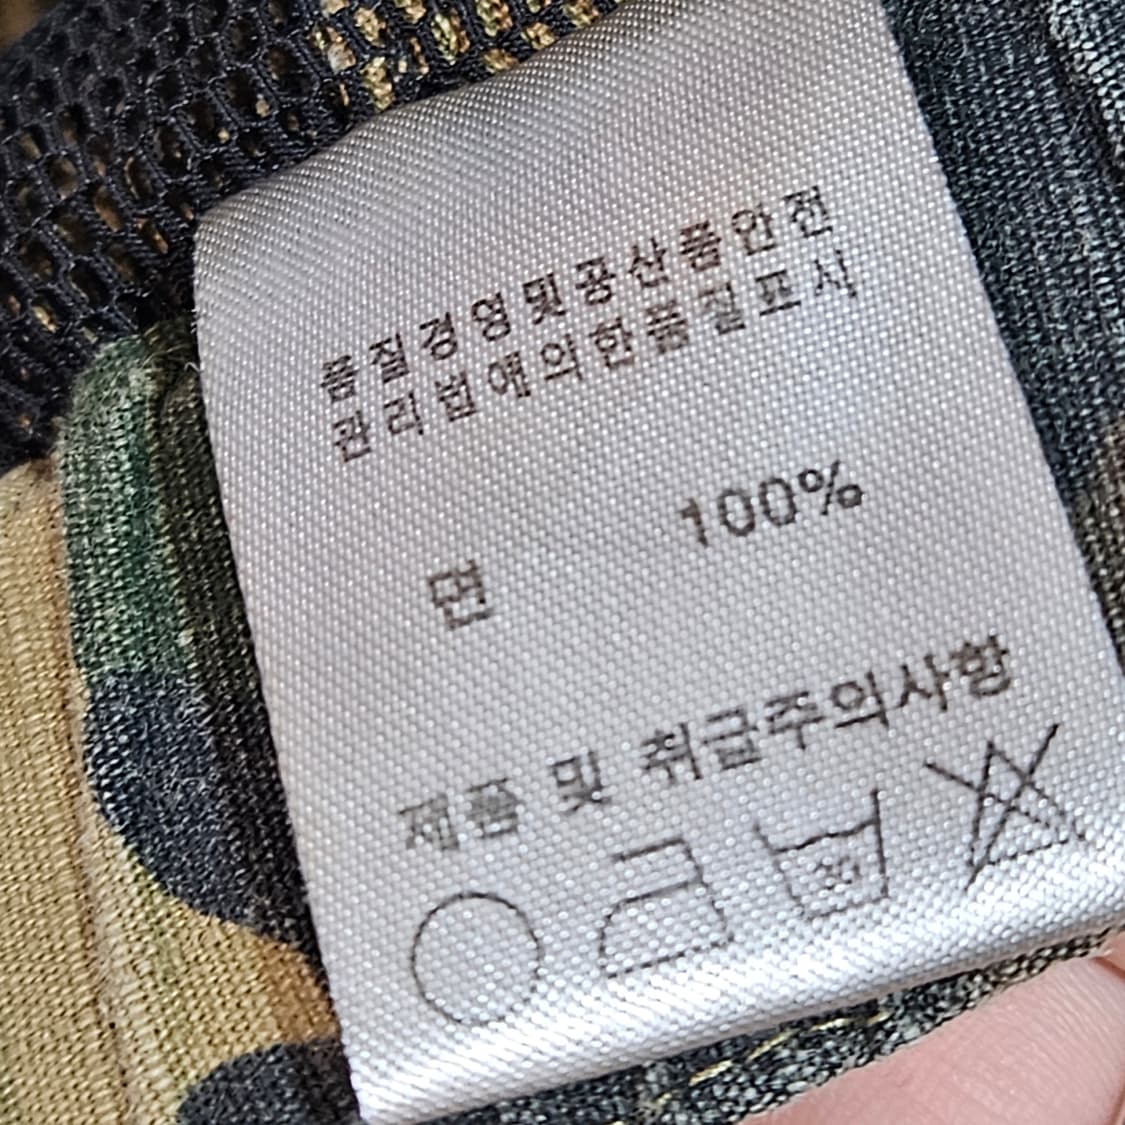 품질경영및공산품안전
관리법에의한품질표시
면 100%
제품 및 취급주의사항
30